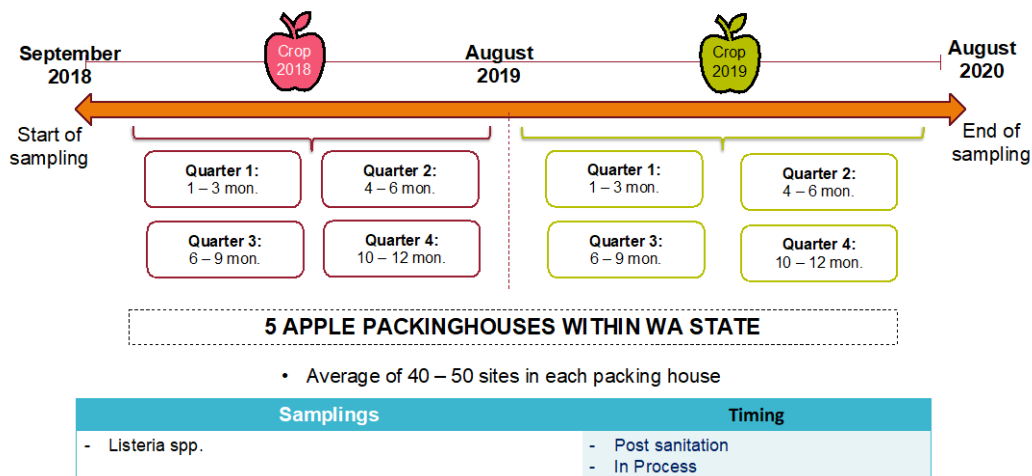 September
2018
Crop
2018
August
2019
Crop
2019
August
2020
Start of
sampling
End of
sampling
Quarter 1:
1 – 3 mon.
Quarter 2:
4 – 6 mon.
Quarter 3:
6 – 9 mon.
Quarter 4:
10 – 12 mon.
Quarter 1:
1 – 3 mon.
Quarter 2:
4 – 6 mon.
Quarter 3:
6 – 9 mon.
Quarter 4:
10 – 12 mon.
5 APPLE PACKINGHOUSES WITHIN WA STATE
• Average of 40 – 50 sites in each packing house
Samplings
Timing
- Listeria spp.
- Post sanitation
- In Process